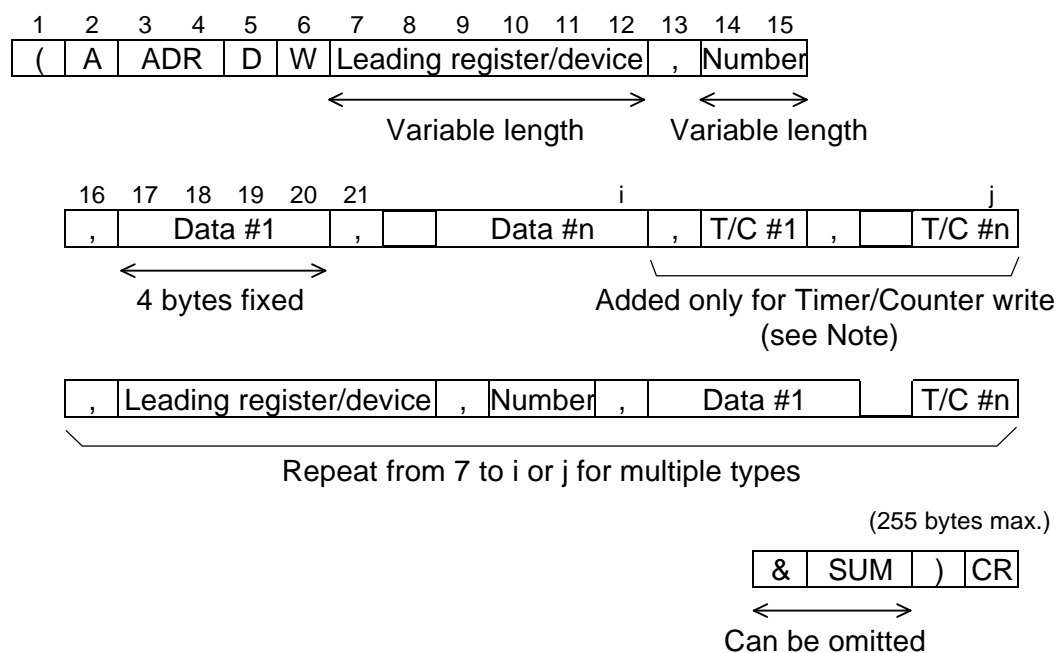 1 2 3 4 5 6 7 8 9 10 11 12 13 14 15
( A ADR D W Leading register/device , Number
Variable length Variable length
16 17 18 19 20 21 i j
, Data #1 , Data #n , T/C #1 , T/C #n
4 bytes fixed Added only for Timer/Counter write
(see Note)
, Leading register/device , Number , Data #1 T/C #n
Repeat from 7 to i or j for multiple types
(255 bytes max.)
& SUM ) CR
Can be omitted